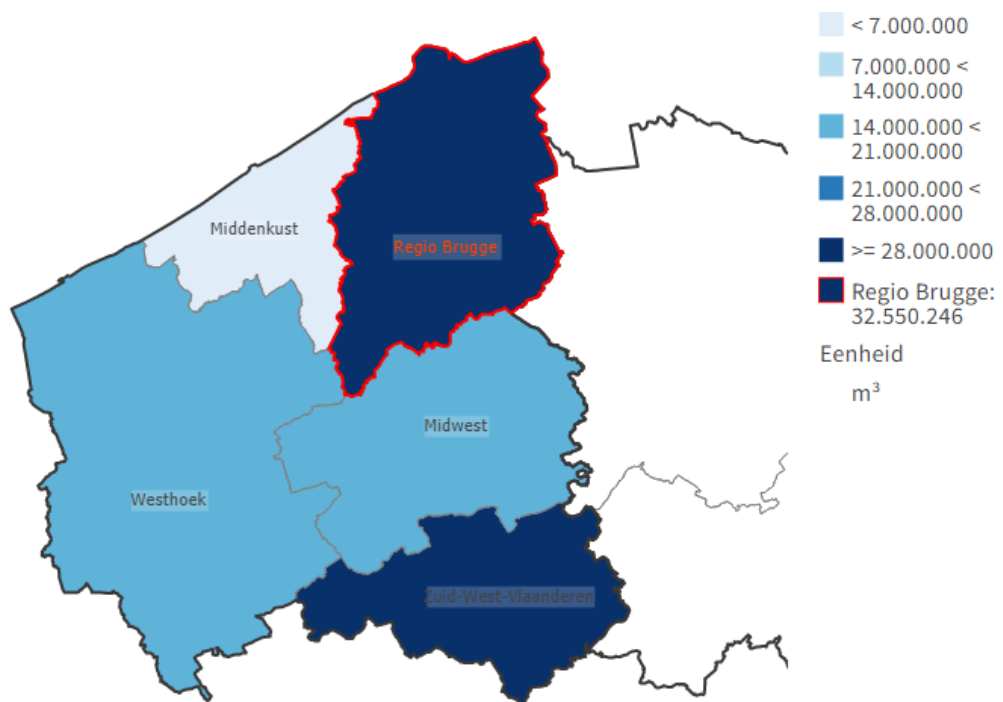 < 7.000.000
7.000.000 <
14.000.000
14.000.000 <
21.000.000
21.000.000 <
28.000.000
>= 28.000.000
Regio Brugge:
32.550.246
Eenheid
m³
Middenkust
Regio Brugge
Midwest
Westhoek
Zuid-West-Vlaanderen